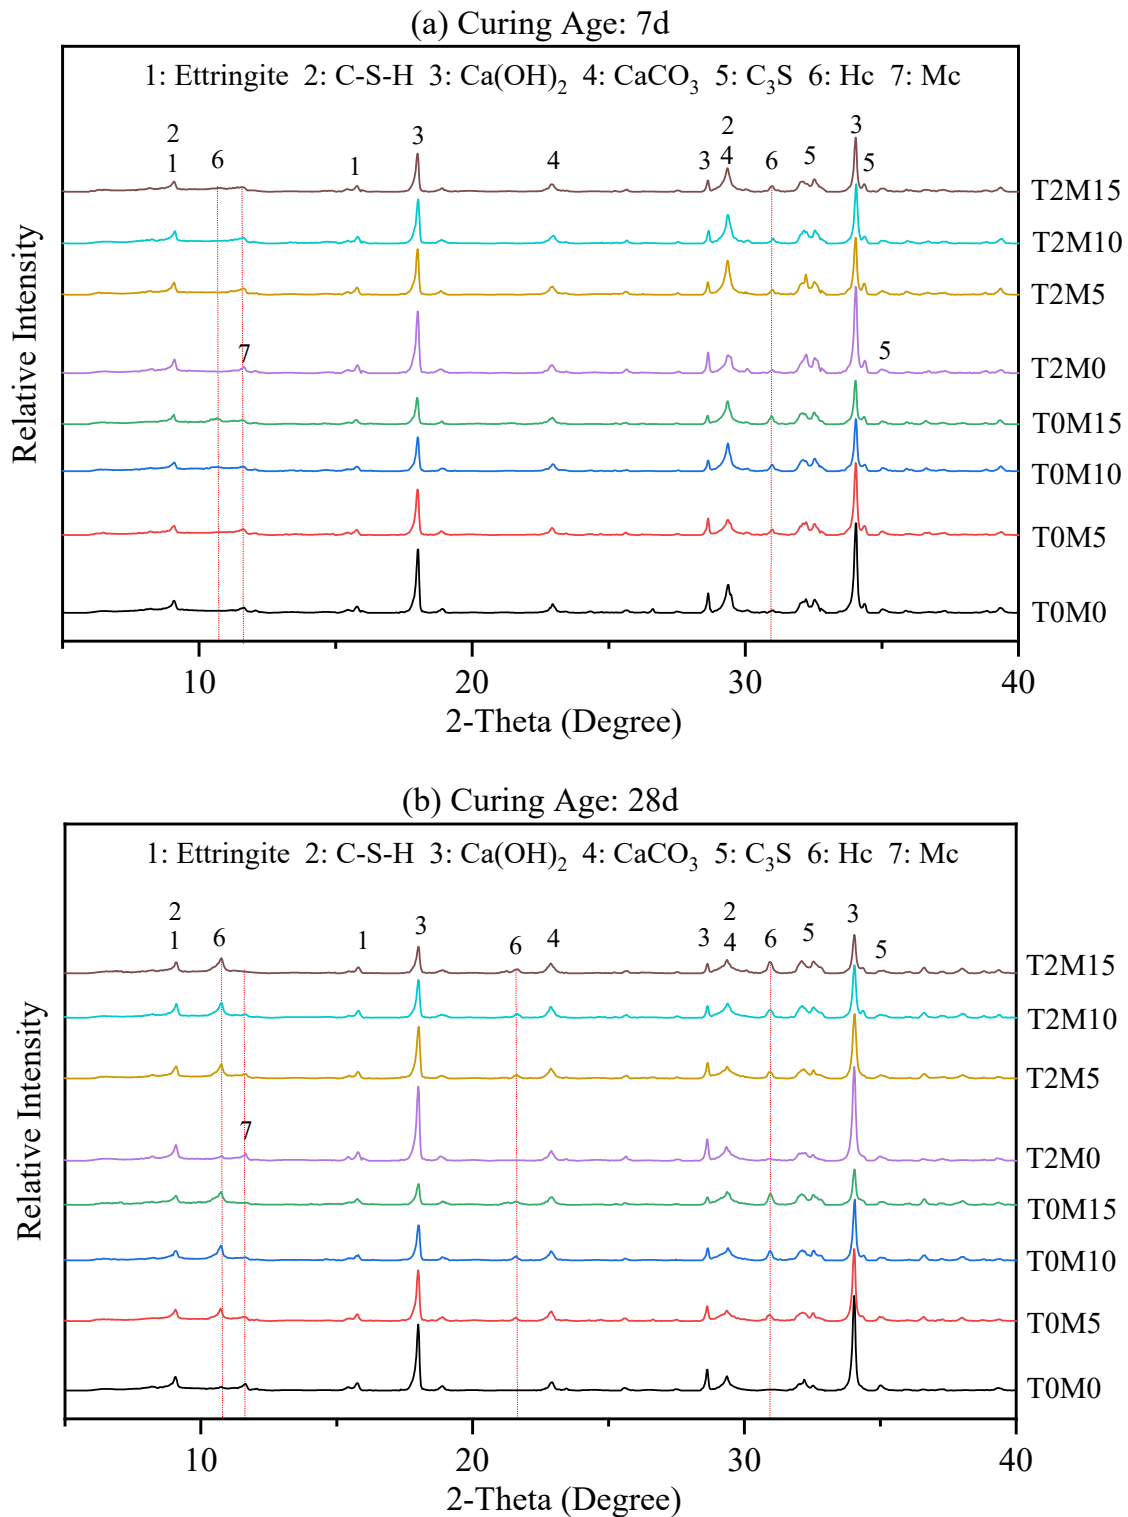 (a) Curing Age: 7d
1: Ettringite 2: C-S-H 3: Ca(OH)₂ 4: CaCO₃ 5: C₃S 6: Hc 7: Mc
2 3 2 3
1 6 1 4 3 4 6 5 5
T2M15
T2M10
T2M5
7 5
T2M0
T0M15
T0M10
T0M5
T0M0
Relative Intensity
10 20 30 40
2-Theta (Degree)
(b) Curing Age: 28d
1: Ettringite 2: C-S-H 3: Ca(OH)₂ 4: CaCO₃ 5: C₃S 6: Hc 7: Mc
2 3 2 3
1 6 1 6 4 3 4 6 5 5
T2M15
T2M10
T2M5
7
T2M0
T0M15
T0M10
T0M5
T0M0
Relative Intensity
10 20 30 40
2-Theta (Degree)